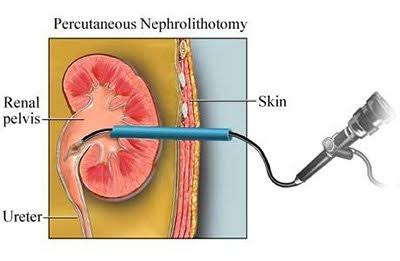 Percutaneous Nephrolithotomy
Renal
pelvis
Skin
Ureter